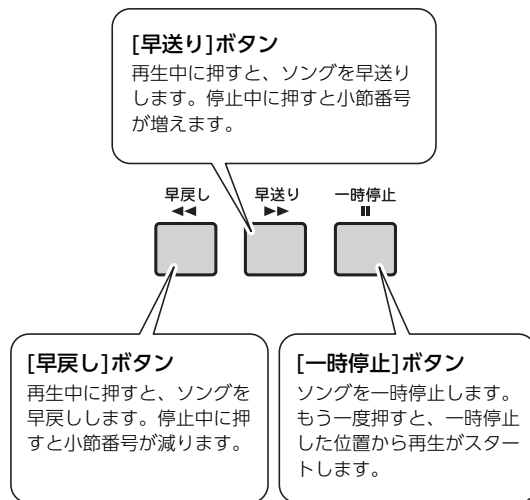 [早送り]ボタン
再生中に押すと、ソングを早送り
します。停止中に押すと小節番号
が増えます。
早戻し
早送り
一時停止
[早戻し]ボタン
再生中に押すと、ソングを
早戻しします。停止中に押
すと小節番号が減ります。
[一時停止]ボタン
ソングを一時停止します。
もう一度押すと、一時停止
した位置から再生がスター
トします。